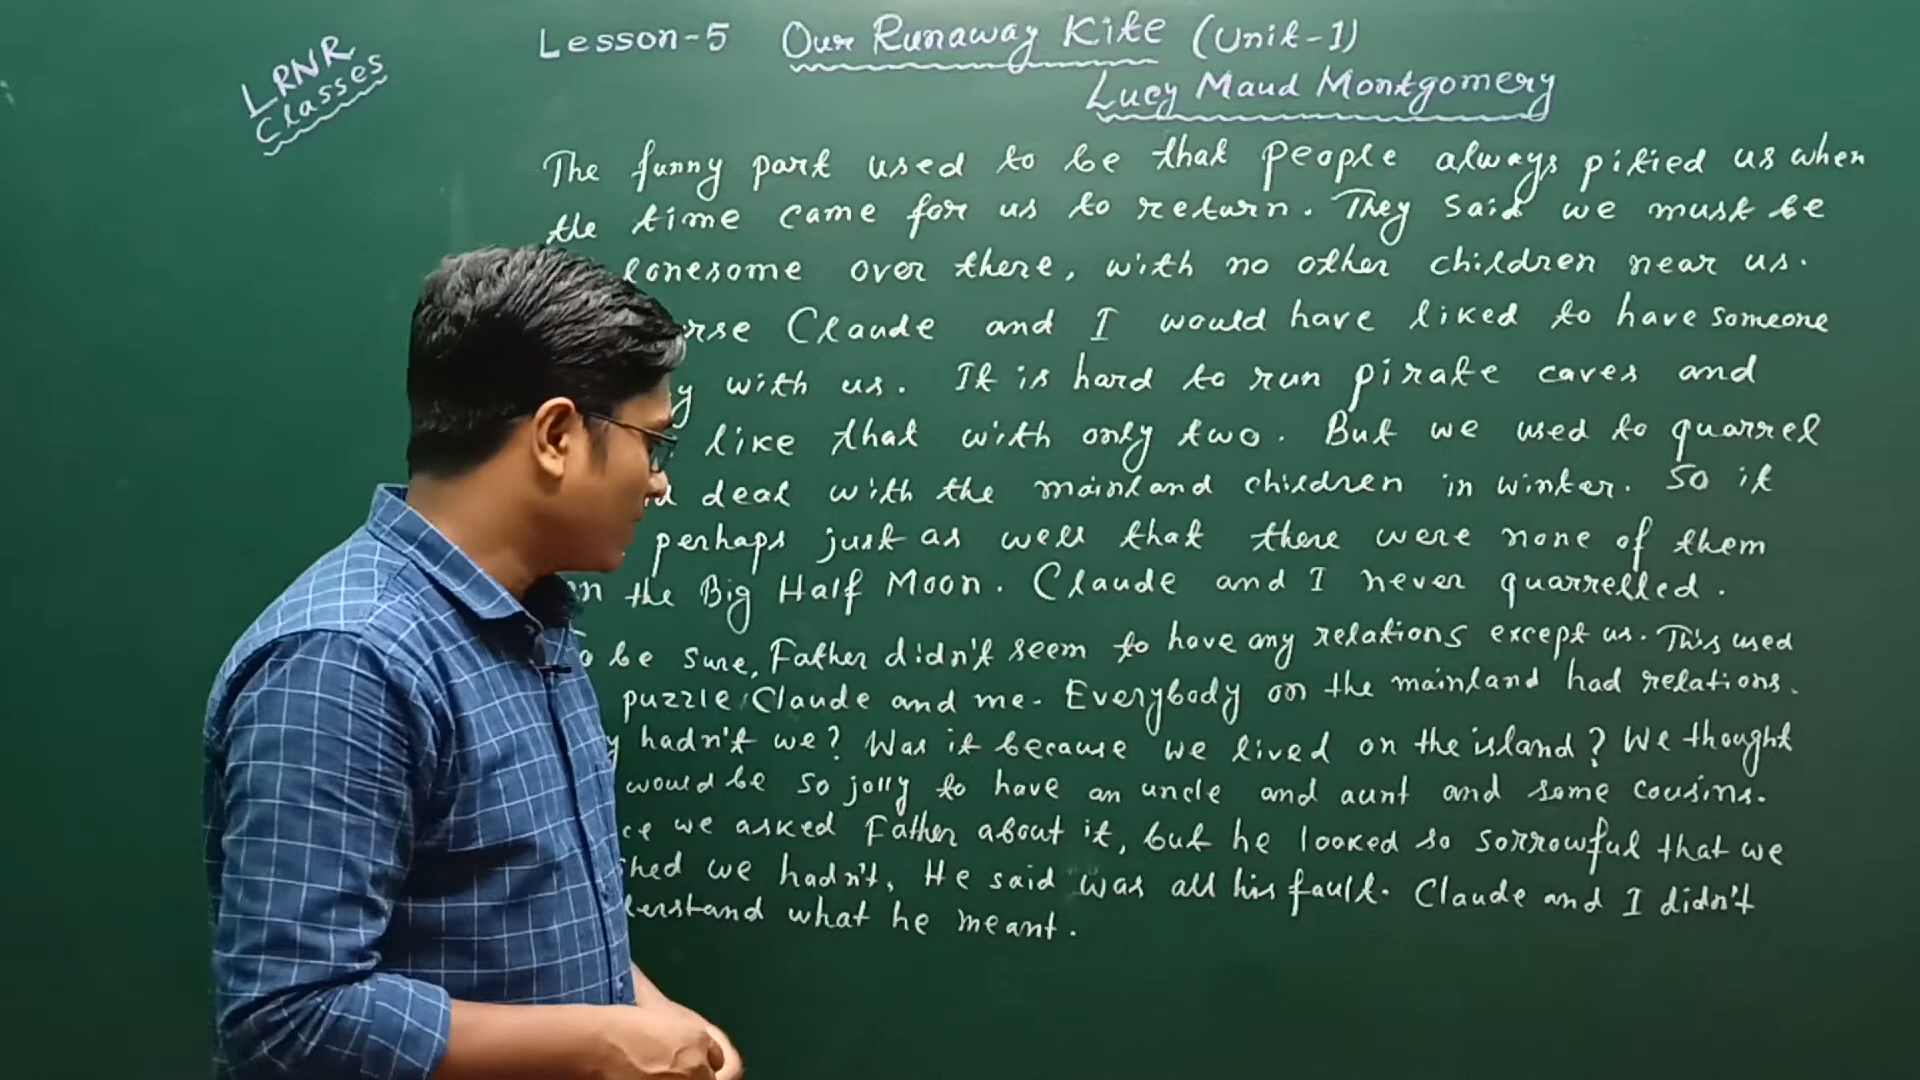 LRNR
Classes
Lesson-5 Our Runaway Kite (Unit-1)
Lucy Maud Montgomery
The funny part used to be that people always pitied us when
the time came for us to return. They said we must be
lonesome over there, with no other children near us.
Claude and I would have liked to have someone
with us. It is hard to run pirate caves and
like that with only two. But we used to quarrel
deal with the mainland children in winter. So it
perhaps just as well that there were none of them
on the Big Half Moon. Claude and I never quarrelled.
be sure, Father didn't seem to have any relations except us. This used
puzzle Claude and me. Everybody on the mainland had relations.
hadn't we? Was it because we lived on the island? We thought
would be so jolly to have an uncle and aunt and some cousins.
we asked Father about it, but he looked so sorrowful that we
we hadn't. He said was all his fault. Claude and I didn't
what he meant.